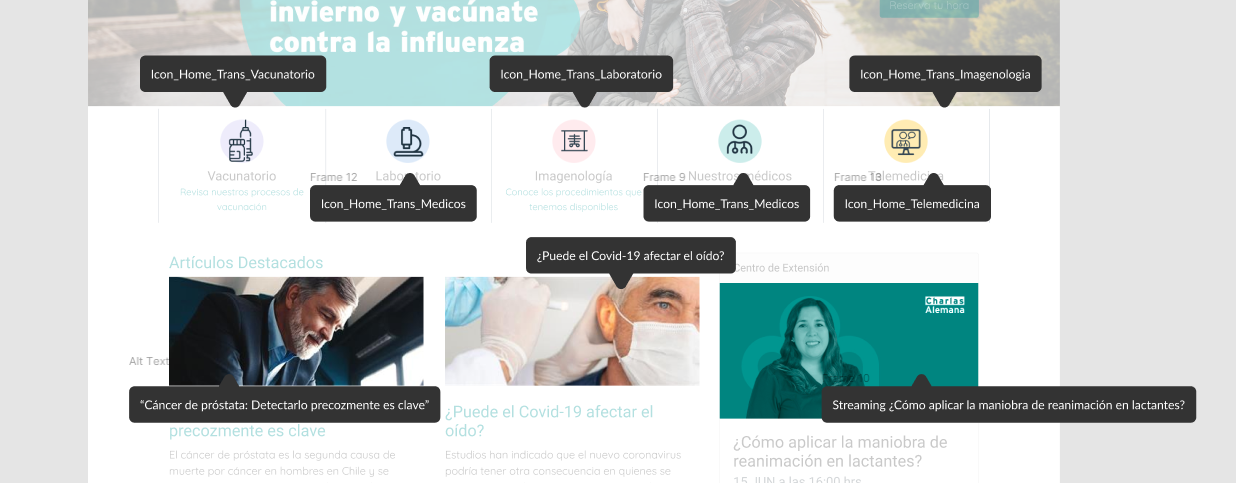 invierno y vacúnate
contra la influenza
Reserva tu hora
Icon_Home_Trans_Vacunatorio
Icon_Home_Trans_Laboratorio
Icon_Home_Trans_Imagenologia
Vacunatorio
Revisa nuestros procesos de
vacunación
Frame 12
Laboratorio
Icon_Home_Trans_Medicos
Imagenología
Conoce los procedimientos que
tenemos disponibles
Frame 9
Nuestros médicos
Icon_Home_Trans_Medicos
Frame 13
Telemedicina
Icon_Home_Telemedicina
Artículos Destacados
¿Puede el Covid-19 afectar el oído?
Centro de Extensión
Charlas
Alemana
Alt Text
“Cáncer de próstata: Detectarlo precozmente es clave”
precozmente es clave
El cáncer de próstata es la segunda causa de
muerte por cáncer en hombres en Chile y se
¿Puede el Covid-19 afectar el
oído?
Estudios han indicado que el nuevo coronavirus
podría tener otra consecuencia en quienes se
Streaming ¿Cómo aplicar la maniobra de reanimación en lactantes?
¿Cómo aplicar la maniobra de
reanimación en lactantes?
15 JUN a las 16:00 hrs